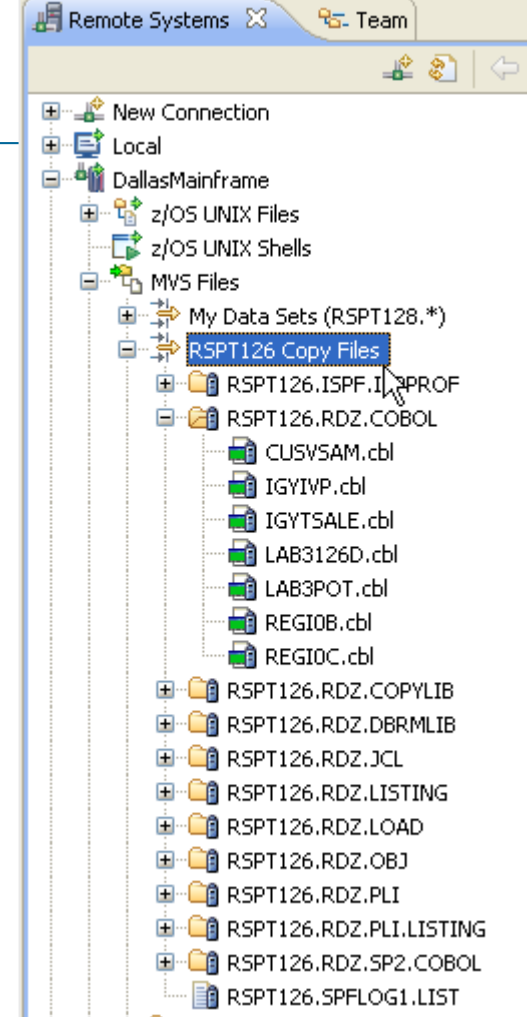 Remote Systems Team
New Connection
Local
DallasMainframe
z/OS UNIX Files
z/OS UNIX Shells
MVS Files
My Data Sets (RSPT128.*)
RSPT126 Copy Files
RSPT126.ISPF.I PROF
RSPT126.RDZ.COBOL
CUSVSAM.cbl
IGYIVP.cbl
IGYTSALE.cbl
LAB3126D.cbl
LAB3POT.cbl
REGI0B.cbl
REGI0C.cbl
RSPT126.RDZ.COPYLIB
RSPT126.RDZ.DBRMLIB
RSPT126.RDZ.JCL
RSPT126.RDZ.LISTING
RSPT126.RDZ.LOAD
RSPT126.RDZ.OBJ
RSPT126.RDZ.PLI
RSPT126.RDZ.PLI.LISTING
RSPT126.RDZ.SP2.COBOL
RSPT126.SPFLOG1.LIST